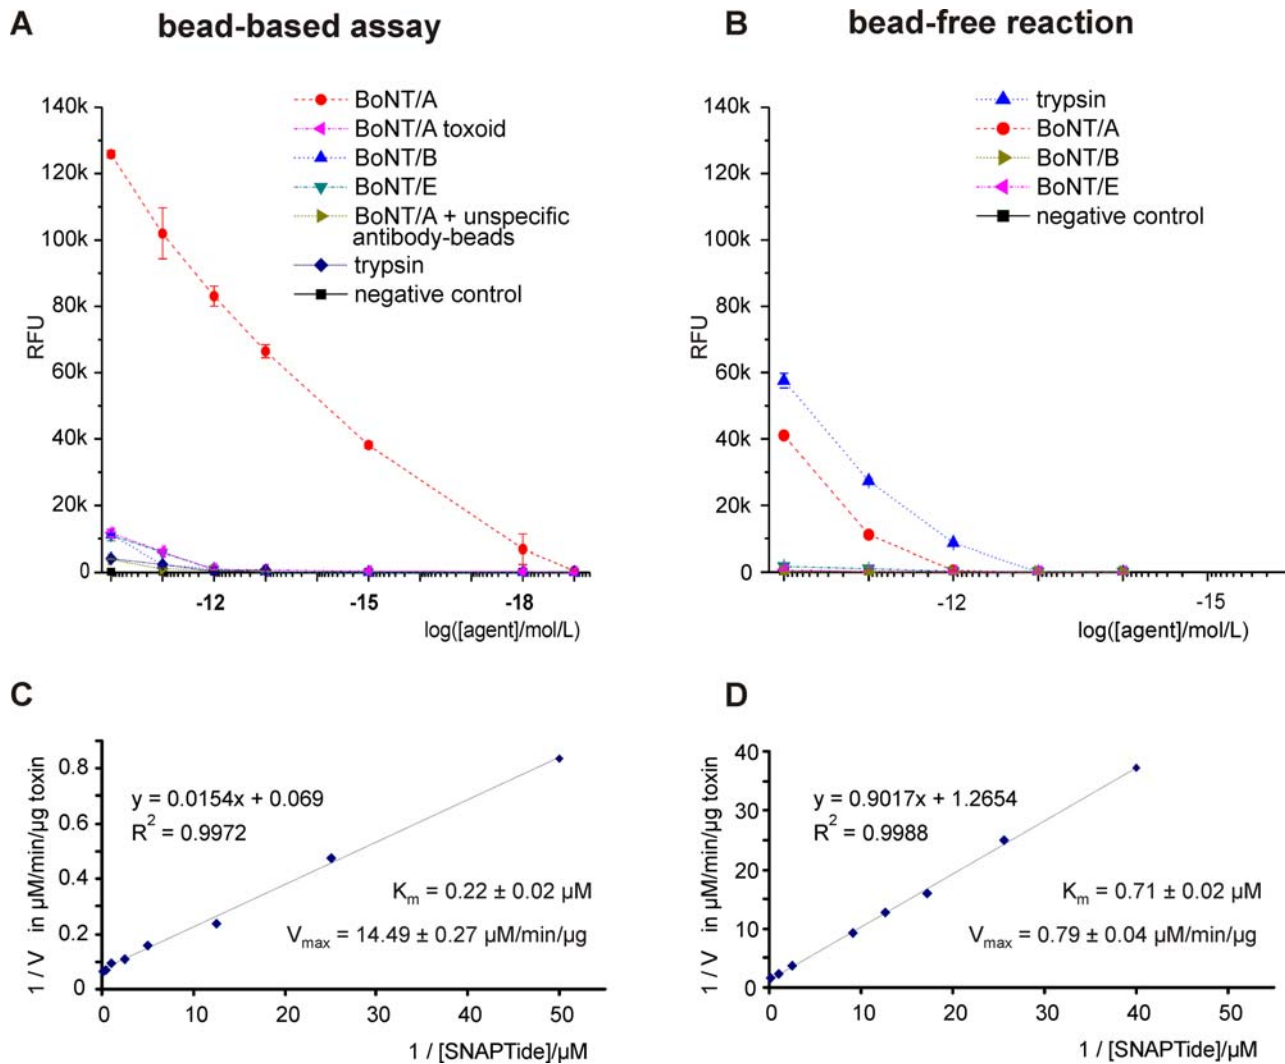 A
bead-based assay
BoNT/A
BoNT/A toxoid
BoNT/B
BoNT/E
BoNT/A + unspecific
antibody-beads
trypsin
negative control
140k
120k
100k
80k
60k
40k
20k
0
RFU
-12
-15
-18
log([agent]/mol/L)
B
bead-free reaction
trypsin
BoNT/A
BoNT/B
BoNT/E
negative control
140k
120k
100k
80k
60k
40k
20k
0
RFU
-12
-15
log([agent]/mol/L)
C
y = 0.0154x + 0.069
R² = 0.9972
Kₘ = 0.22 ± 0.02 µM
Vₘₐₓ = 14.49 ± 0.27 µM/min/µg
0.8
0.6
0.4
0.2
0
1 / V in µM/min/µg toxin
0 10 20 30 40 50
1 / [SNAPTide]/µM
D
y = 0.9017x + 1.2654
R² = 0.9988
Kₘ = 0.71 ± 0.02 µM
Vₘₐₓ = 0.79 ± 0.04 µM/min/µg
40
30
20
10
0
1 / V in µM/min/µg toxin
0 10 20 30 40 50
1 / [SNAPTide]/µM